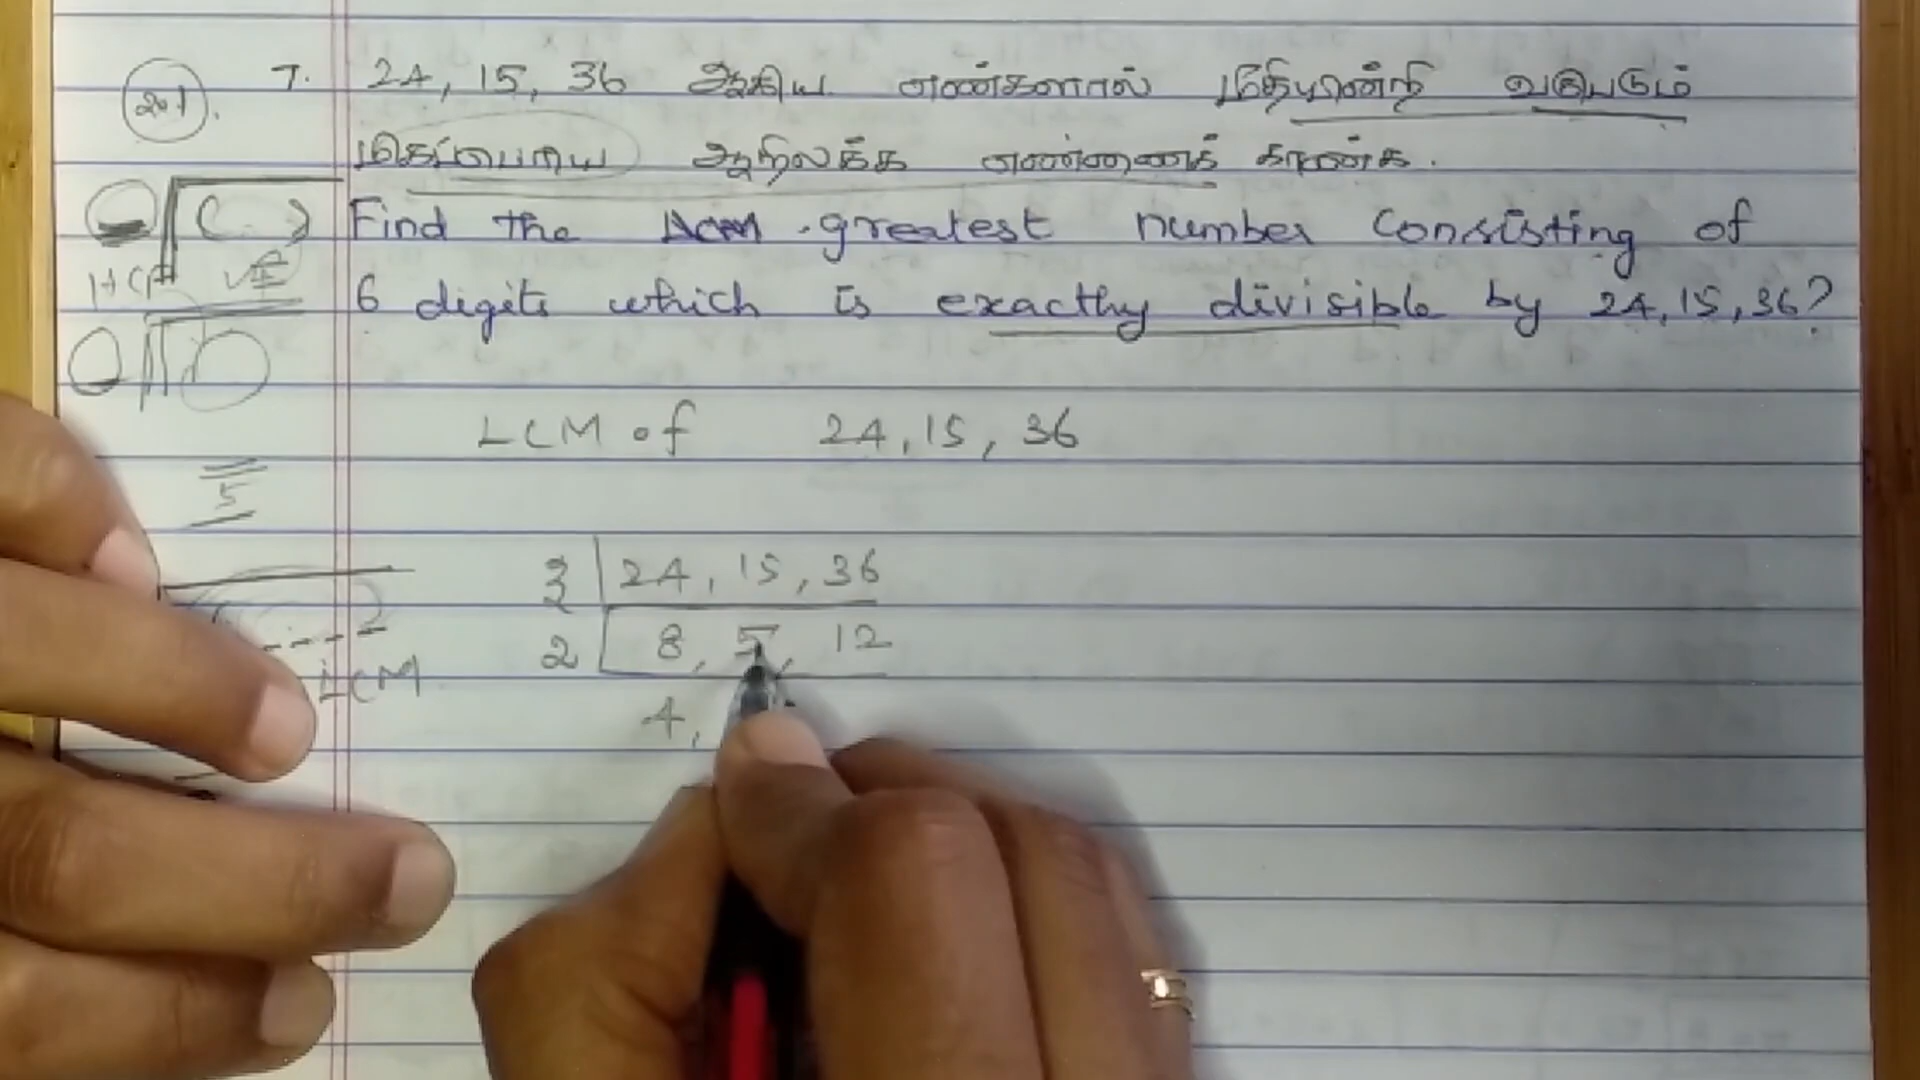 2வ1. 7. 24, 15, 36 ஆகிய எண்களால் மீதியின்றி வகுபடும்
மிகப்பெரிய ஆறிலக்க எண்ணைக் காண்க.
Find the greatest number consisting of
HCF
6 digits which is exactly divisible by 24, 15, 36?
LCM of 24, 15, 36
5
3 24, 15, 36
2 8, 5, 12
LCM
4,